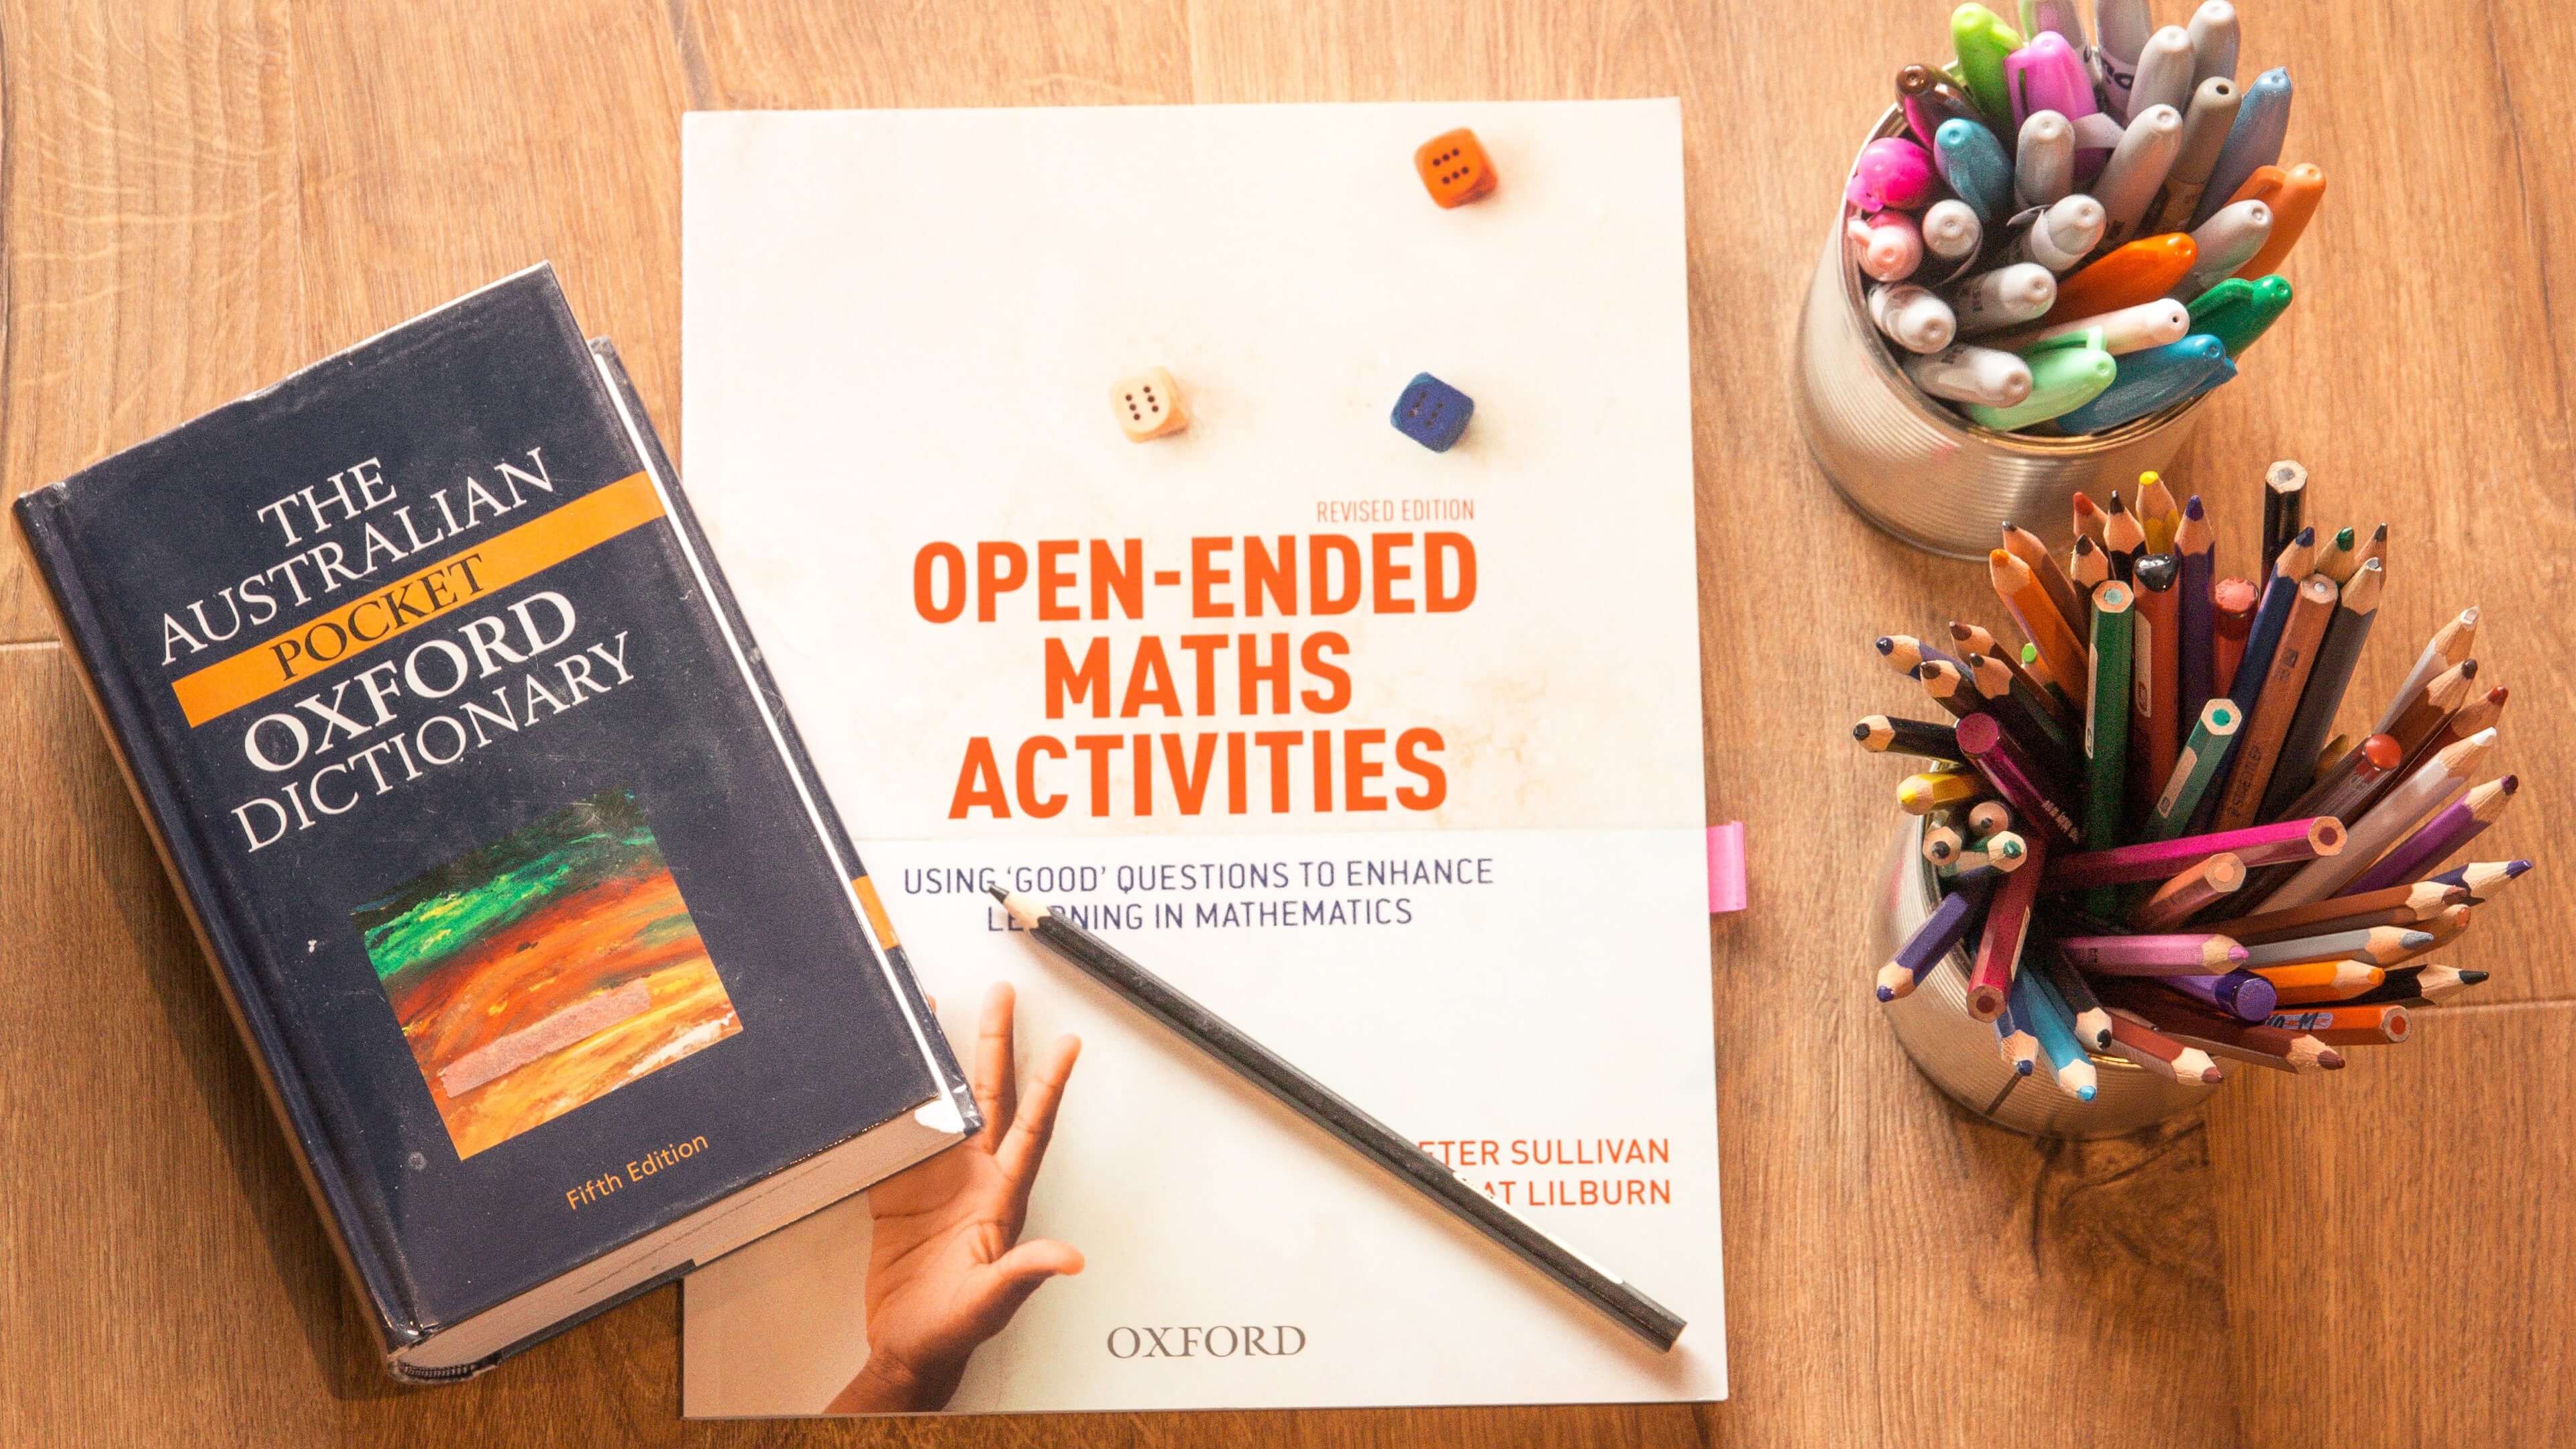 THE
AUSTRALIAN
POCKET
OXFORD
DICTIONARY
Fifth Edition
REVISED EDITION
OPEN-ENDED
MATHS
ACTIVITIES
USING ‘GOOD’ QUESTIONS TO ENHANCE
IN MATHEMATICS
SULLIVAN
LILBURN
OXFORD